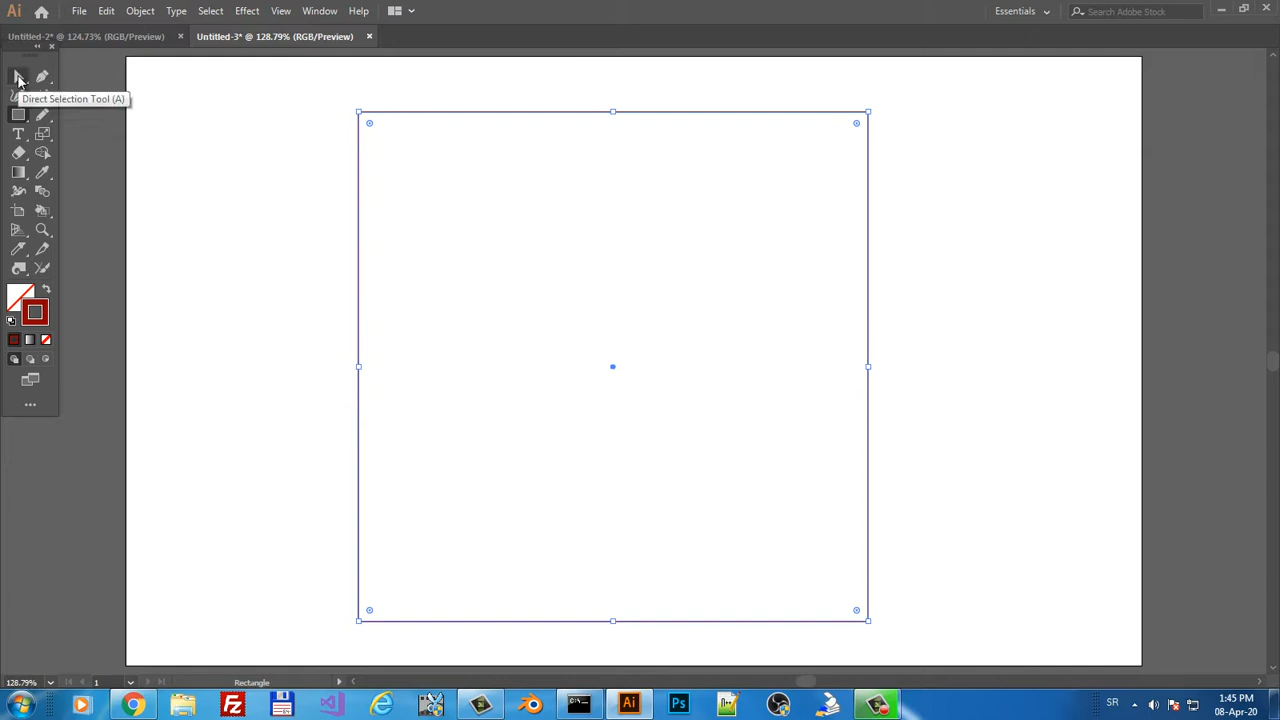 Ai File Edit Object Type Select Effect View Window Help Essentials Search Adobe Stock
Untitled-2* @ 124.73% (RGB/Preview) × Untitled-3* @ 128.79% (RGB/Preview) ×
Direct Selection Tool (A)
128.79% 1 Rectangle
Ai Ps SR 1:45 PM
08-Apr-20